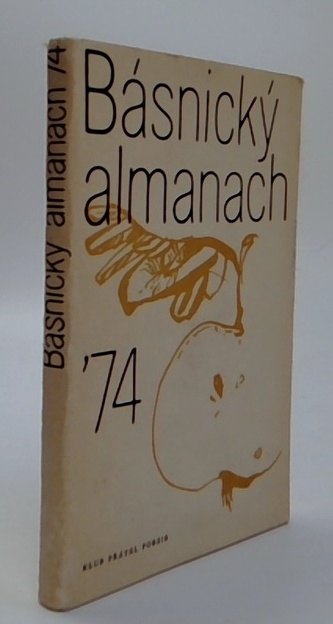 Básnický almanach 74
Básnický
almanach
'74
KLUB PŘÁTEL POEZIE